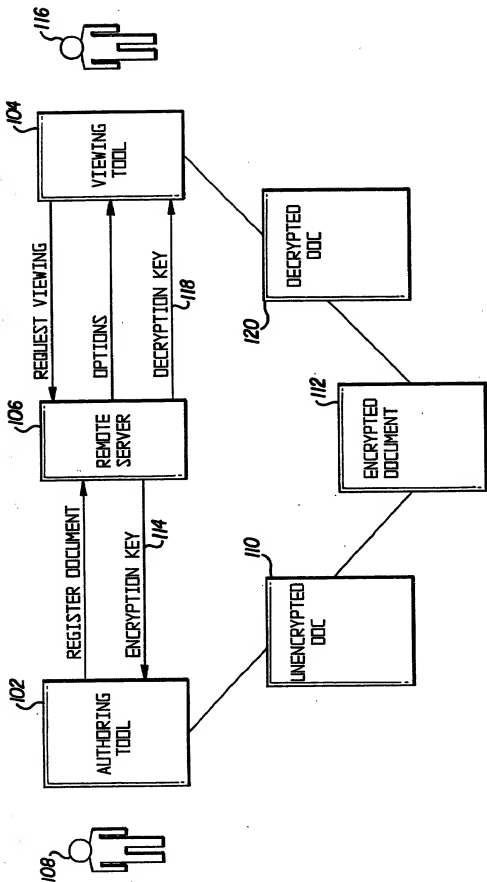 108
102
AUTHORING
TOOL
REGISTER DOCUMENT
ENCRYPTION KEY
114
106
REMOTE
SERVER
REQUEST VIEWING
OPTIONS
DECRYPTION KEY
118
104
VIEWING
TOOL
116
110
UNENCRYPTED
DOC
112
ENCRYPTED
DOCUMENT
120
DECRYPTED
DOC